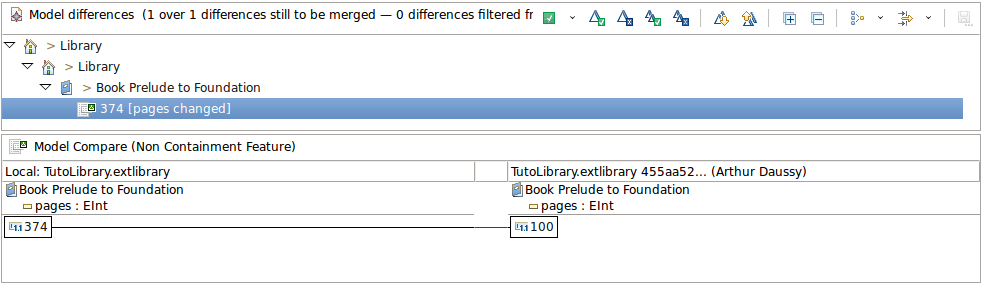 Model differences (1 over 1 differences still to be merged — 0 differences filtered fr
> Library
> Library
> Book Prelude to Foundation
374 [pages changed]
Model Compare (Non Containment Feature)
Local: TutoLibrary.extlibrary
TutoLibrary.extlibrary 455aa52... (Arthur Daussy)
Book Prelude to Foundation
Book Prelude to Foundation
pages : EInt
pages : EInt
374
100